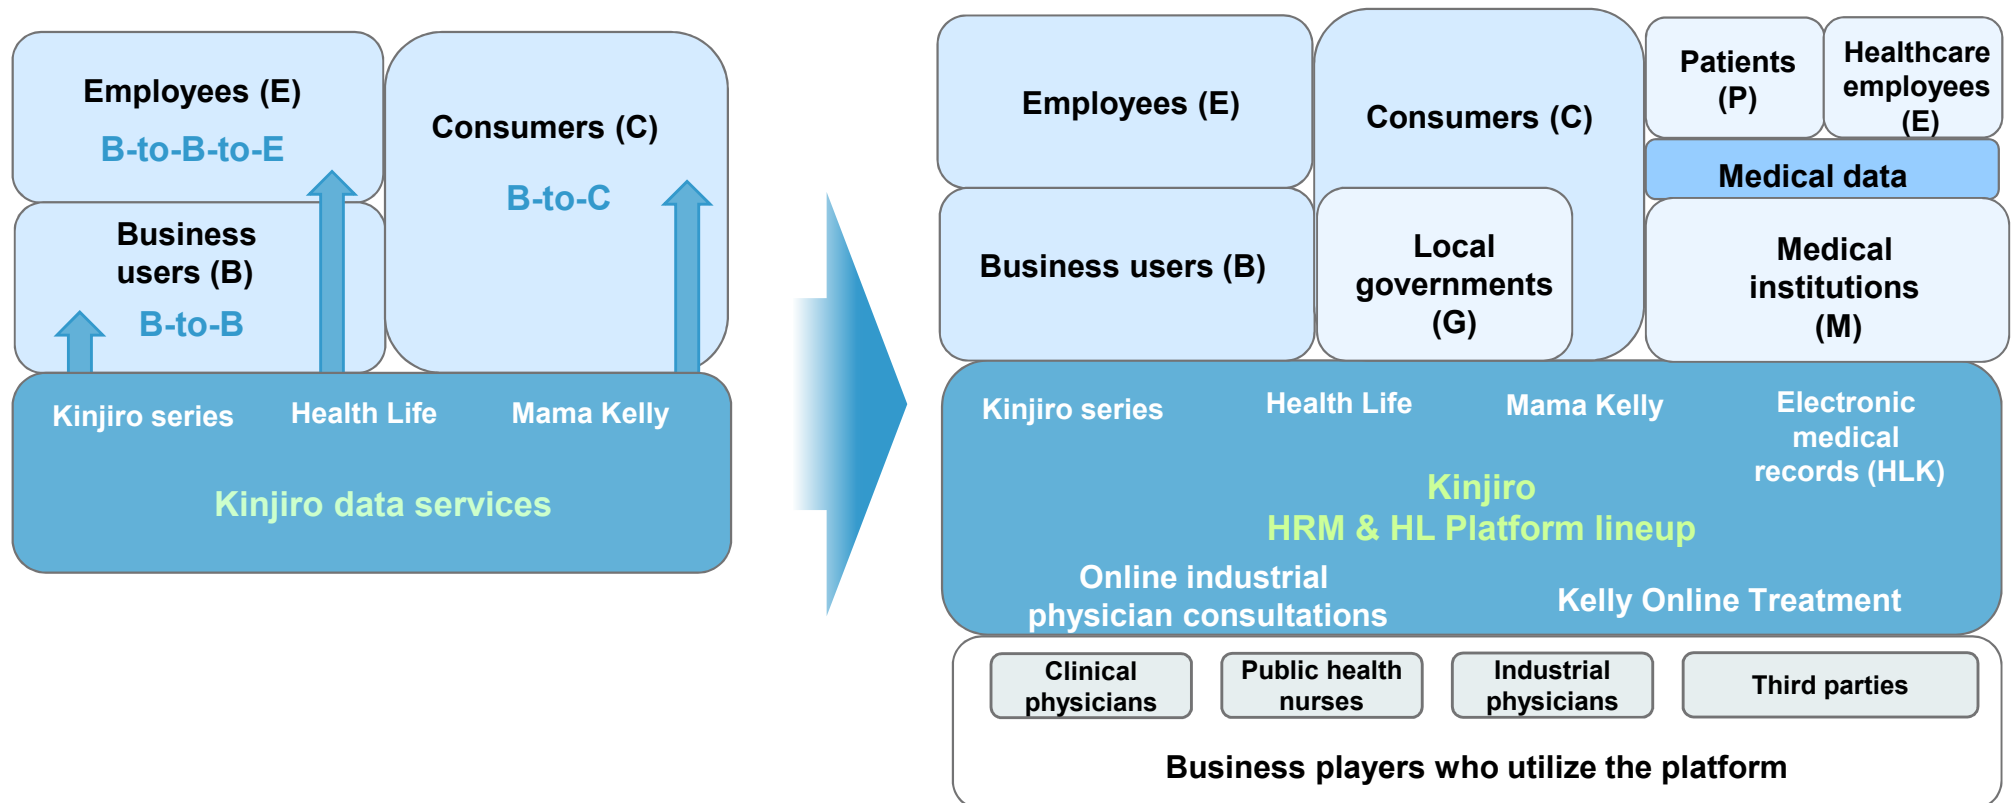 Employees (E)
B-to-B-to-E
Consumers (C)
B-to-C
Business
users (B)
B-to-B
Kinjiro series
Health Life
Mama Kelly
Kinjiro data services
Employees (E)
Consumers (C)
Patients
(P)
Healthcare
employees
(E)
Medical data
Business users (B)
Local
governments
(G)
Medical
institutions
(M)
Kinjiro series
Health Life
Mama Kelly
Electronic
medical
records (HLK)
Kinjiro
HRM & HL Platform lineup
Online industrial
physician consultations
Kelly Online Treatment
Clinical
physicians
Public health
nurses
Industrial
physicians
Third parties
Business players who utilize the platform